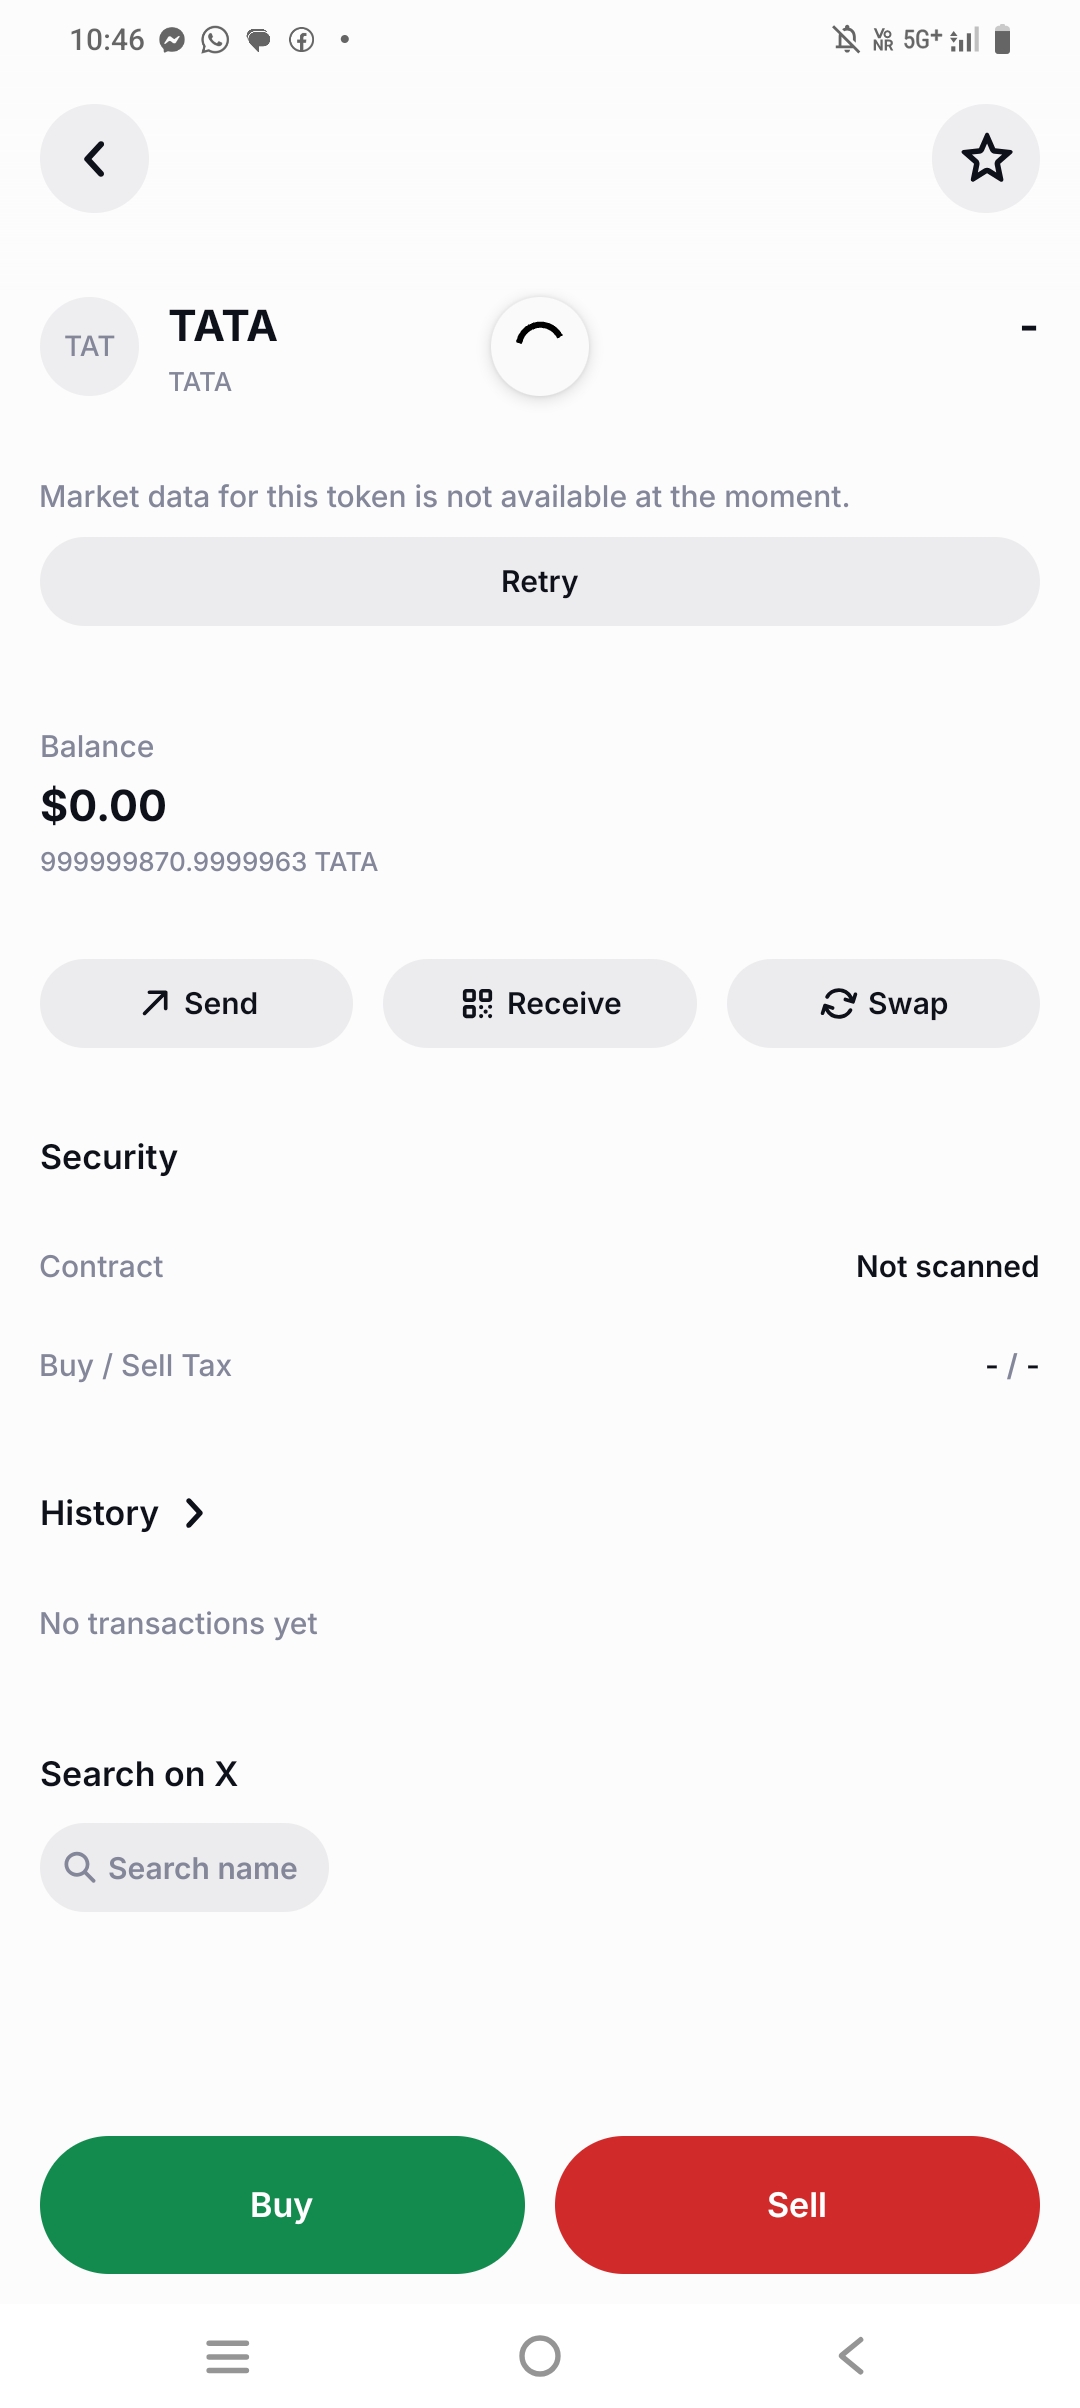 10:46
Vo
NR
5G+
TAT
TATA
-
TATA
Market data for this token is not available at the moment.
Retry
Balance
$0.00
999999870.9999963 TATA
Send
Receive
Swap
Security
Contract
Not scanned
Buy / Sell Tax
- / -
History
No transactions yet
Search on X
Search name
Buy
Sell